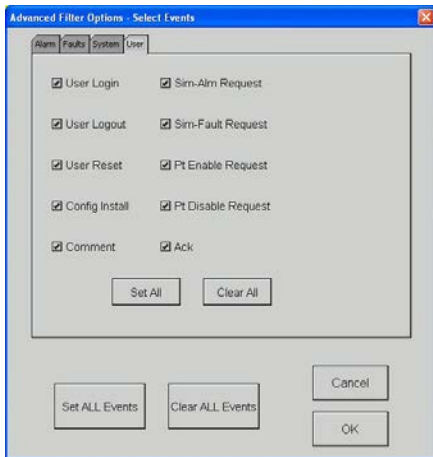 Advanced Filter Options - Select Events
Alarm Faults System User
User Login Sim-Alm Request
User Logout Sim-Fault Request
User Reset Pt Enable Request
Config Install Pt Disable Request
Comment Ack
Set All Clear All
Cancel
Set ALL Events Clear ALL Events
OK